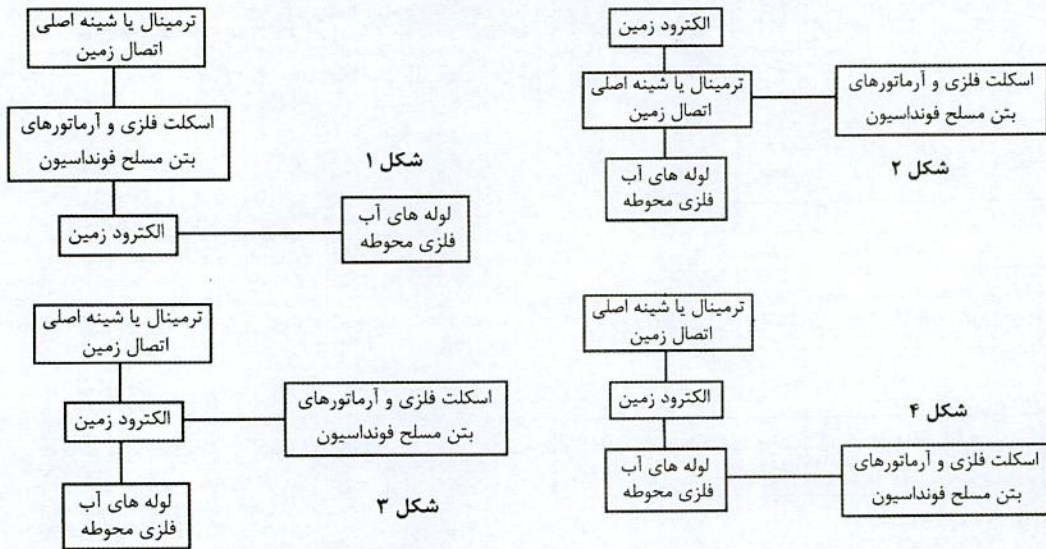 ترمینال یا شینه اصلی
اتصال زمین
اسکلت فلزی و آرماتورهای
بتن مسلح فونداسیون
شکل ۱
الکترود زمین
لوله های آب
فلزی محوطه
الکترود زمین
ترمینال یا شینه اصلی
اتصال زمین
اسکلت فلزی و آرماتورهای
بتن مسلح فونداسیون
شکل ۲
لوله های آب
فلزی محوطه
ترمینال یا شینه اصلی
اتصال زمین
الکترود زمین
اسکلت فلزی و آرماتورهای
بتن مسلح فونداسیون
لوله های آب
فلزی محوطه
شکل ۳
ترمینال یا شینه اصلی
اتصال زمین
الکترود زمین
شکل ۴
لوله های آب
فلزی محوطه
اسکلت فلزی و آرماتورهای
بتن مسلح فونداسیون